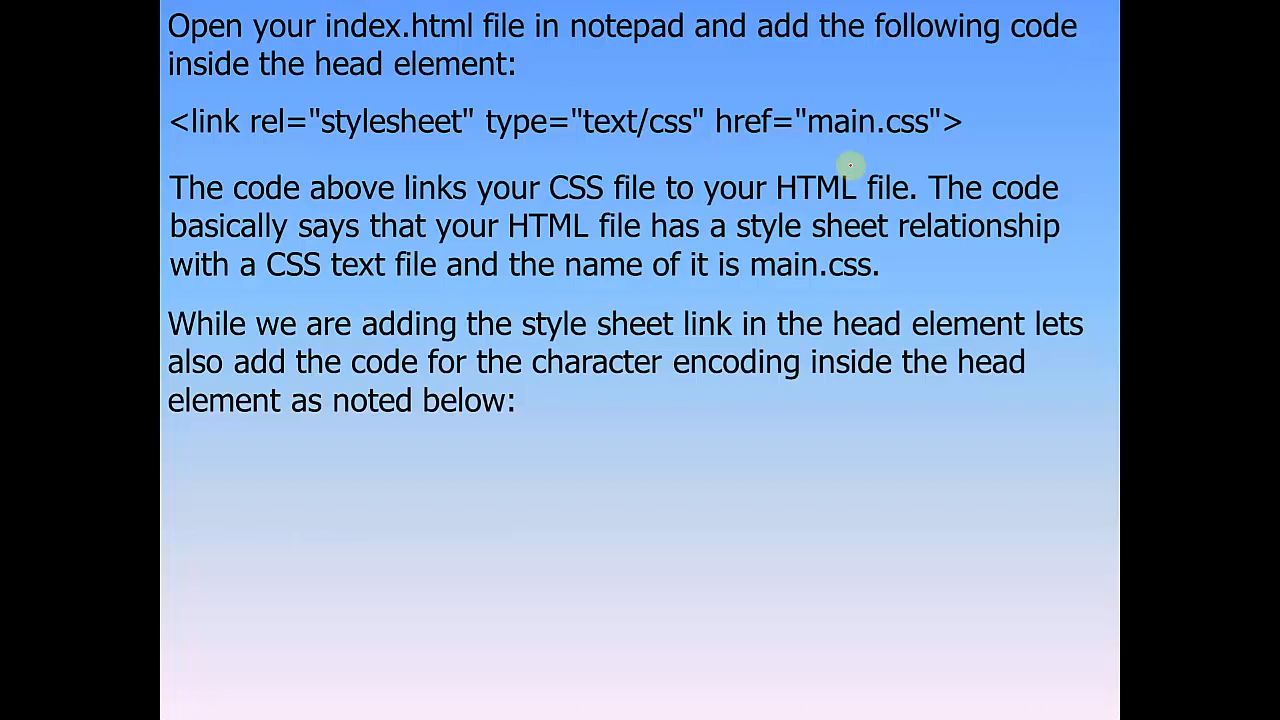 Open your index.html file in notepad and add the following code
inside the head element:
<link rel="stylesheet" type="text/css" href="main.css">
The code above links your CSS file to your HTML file. The code
basically says that your HTML file has a style sheet relationship
with a CSS text file and the name of it is main.css.
While we are adding the style sheet link in the head element lets
also add the code for the character encoding inside the head
element as noted below: